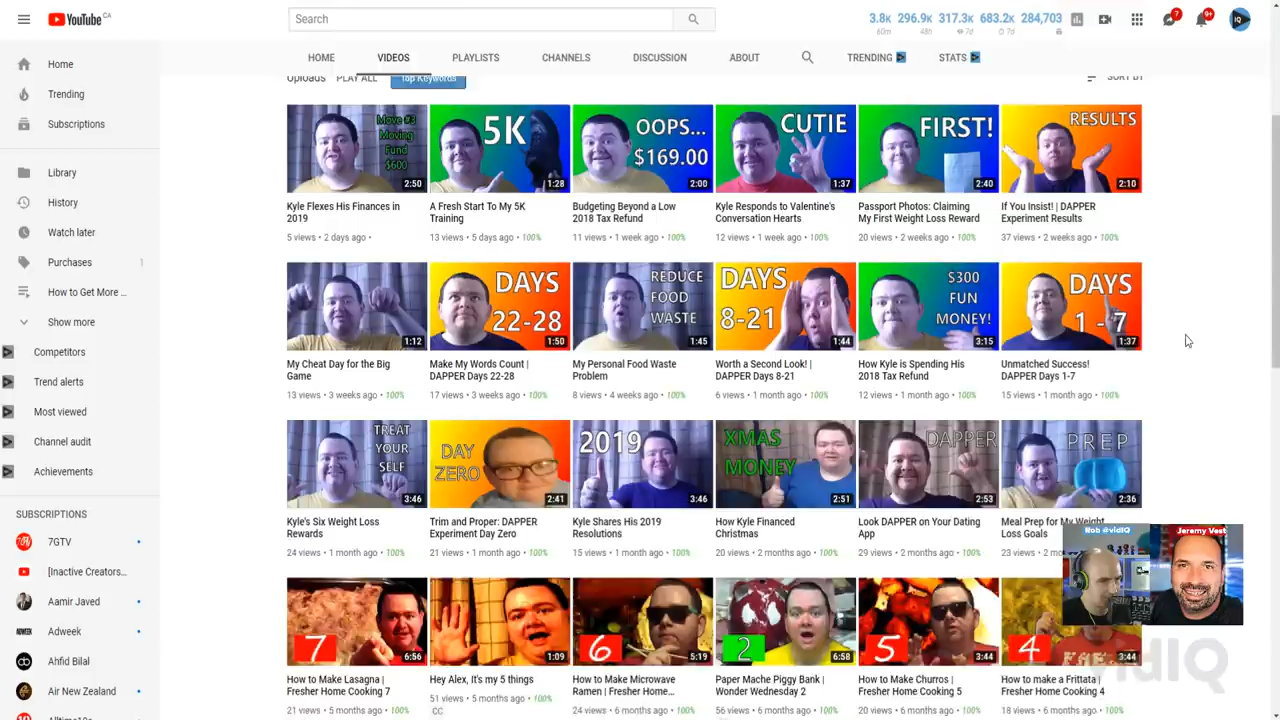 YouTube CA
Search
3.8K 296.9K 317.3K 683.2K 284,703
60m 48h 7d 7d
7
9+
IQ
HOME VIDEOS PLAYLISTS CHANNELS DISCUSSION ABOUT TRENDING STATS
Uploads PLAY ALL Top Keywords SORT BY
Home
Trending
Subscriptions
Library
History
Watch later
Purchases 1
How to Get More ...
Show more
Competitors
Trend alerts
Most viewed
Channel audit
Achievements
SUBSCRIPTIONS
7GTV
[Inactive Creators...
Aamir Javed
ADWEEK Adweek
Ahfid Bilal
Air New Zealand
Move #3
Moving
Fund
$600
2:50
5K
1:28
OOPS...
$169.00
2:00
CUTIE
1:37
FIRST!
2:40
RESULTS
2:10
Kyle Flexes His Finances in
2019
5 views • 2 days ago •
A Fresh Start To My 5K
Training
13 views • 5 days ago • 100%
Budgeting Beyond a Low
2018 Tax Refund
11 views • 1 week ago • 100%
Kyle Responds to Valentine's
Conversation Hearts
12 views • 1 week ago • 100%
Passport Photos: Claiming
My First Weight Loss Reward
20 views • 2 weeks ago • 100%
If You Insist! | DAPPER
Experiment Results
37 views • 2 weeks ago • 100%
1:12
DAYS
22-28
1:50
REDUCE
FOOD
WASTE
1:45
DAYS
8-21
1:44
$300
FUN
MONEY!
3:15
DAYS
1 - 7
1:37
My Cheat Day for the Big
Game
13 views • 3 weeks ago • 100%
Make My Words Count |
DAPPER Days 22-28
17 views • 3 weeks ago • 100%
My Personal Food Waste
Problem
8 views • 4 weeks ago • 100%
Worth a Second Look! |
DAPPER Days 8-21
6 views • 1 month ago • 100%
How Kyle is Spending His
2018 Tax Refund
12 views • 1 month ago • 100%
Unmatched Success!
DAPPER Days 1-7
15 views • 1 month ago • 100%
TREAT
YOUR
SELF
3:46
DAY
ZERO
2:41
2019
3:46
XMAS
MONEY
2:51
DAPPER
2:53
PREP
2:36
Kyle's Six Weight Loss
Rewards
24 views • 1 month ago • 100%
Trim and Proper: DAPPER
Experiment Day Zero
21 views • 1 month ago • 100%
Kyle Shares His 2019
Resolutions
15 views • 1 month ago • 100%
How Kyle Financed
Christmas
20 views • 2 months ago • 100%
Look DAPPER on Your Dating
App
29 views • 2 months ago • 100%
Meal Prep for My Weight
Loss Goals
23 views • 2
Rob @vidIQ
Jeremy Vest
7
6:56
1:09
6
5:19
2
6:58
5
3:44
4
3:44
How to Make Lasagna |
Fresher Home Cooking 7
21 views • 5 months ago • 100%
Hey Alex, It's my 5 things
51 views • 5 months ago • 100%
CC
How to Make Microwave
Ramen | Fresher Home...
24 views • 6 months ago • 100%
Paper Mache Piggy Bank |
Wonder Wednesday 2
56 views • 6 months ago • 100%
How to Make Churros |
Fresher Home Cooking 5
20 views • 6 months ago • 100%
How to make a Frittata |
Fresher Home Cooking 4
18 views • 6 months ago • 100%
vidIQ